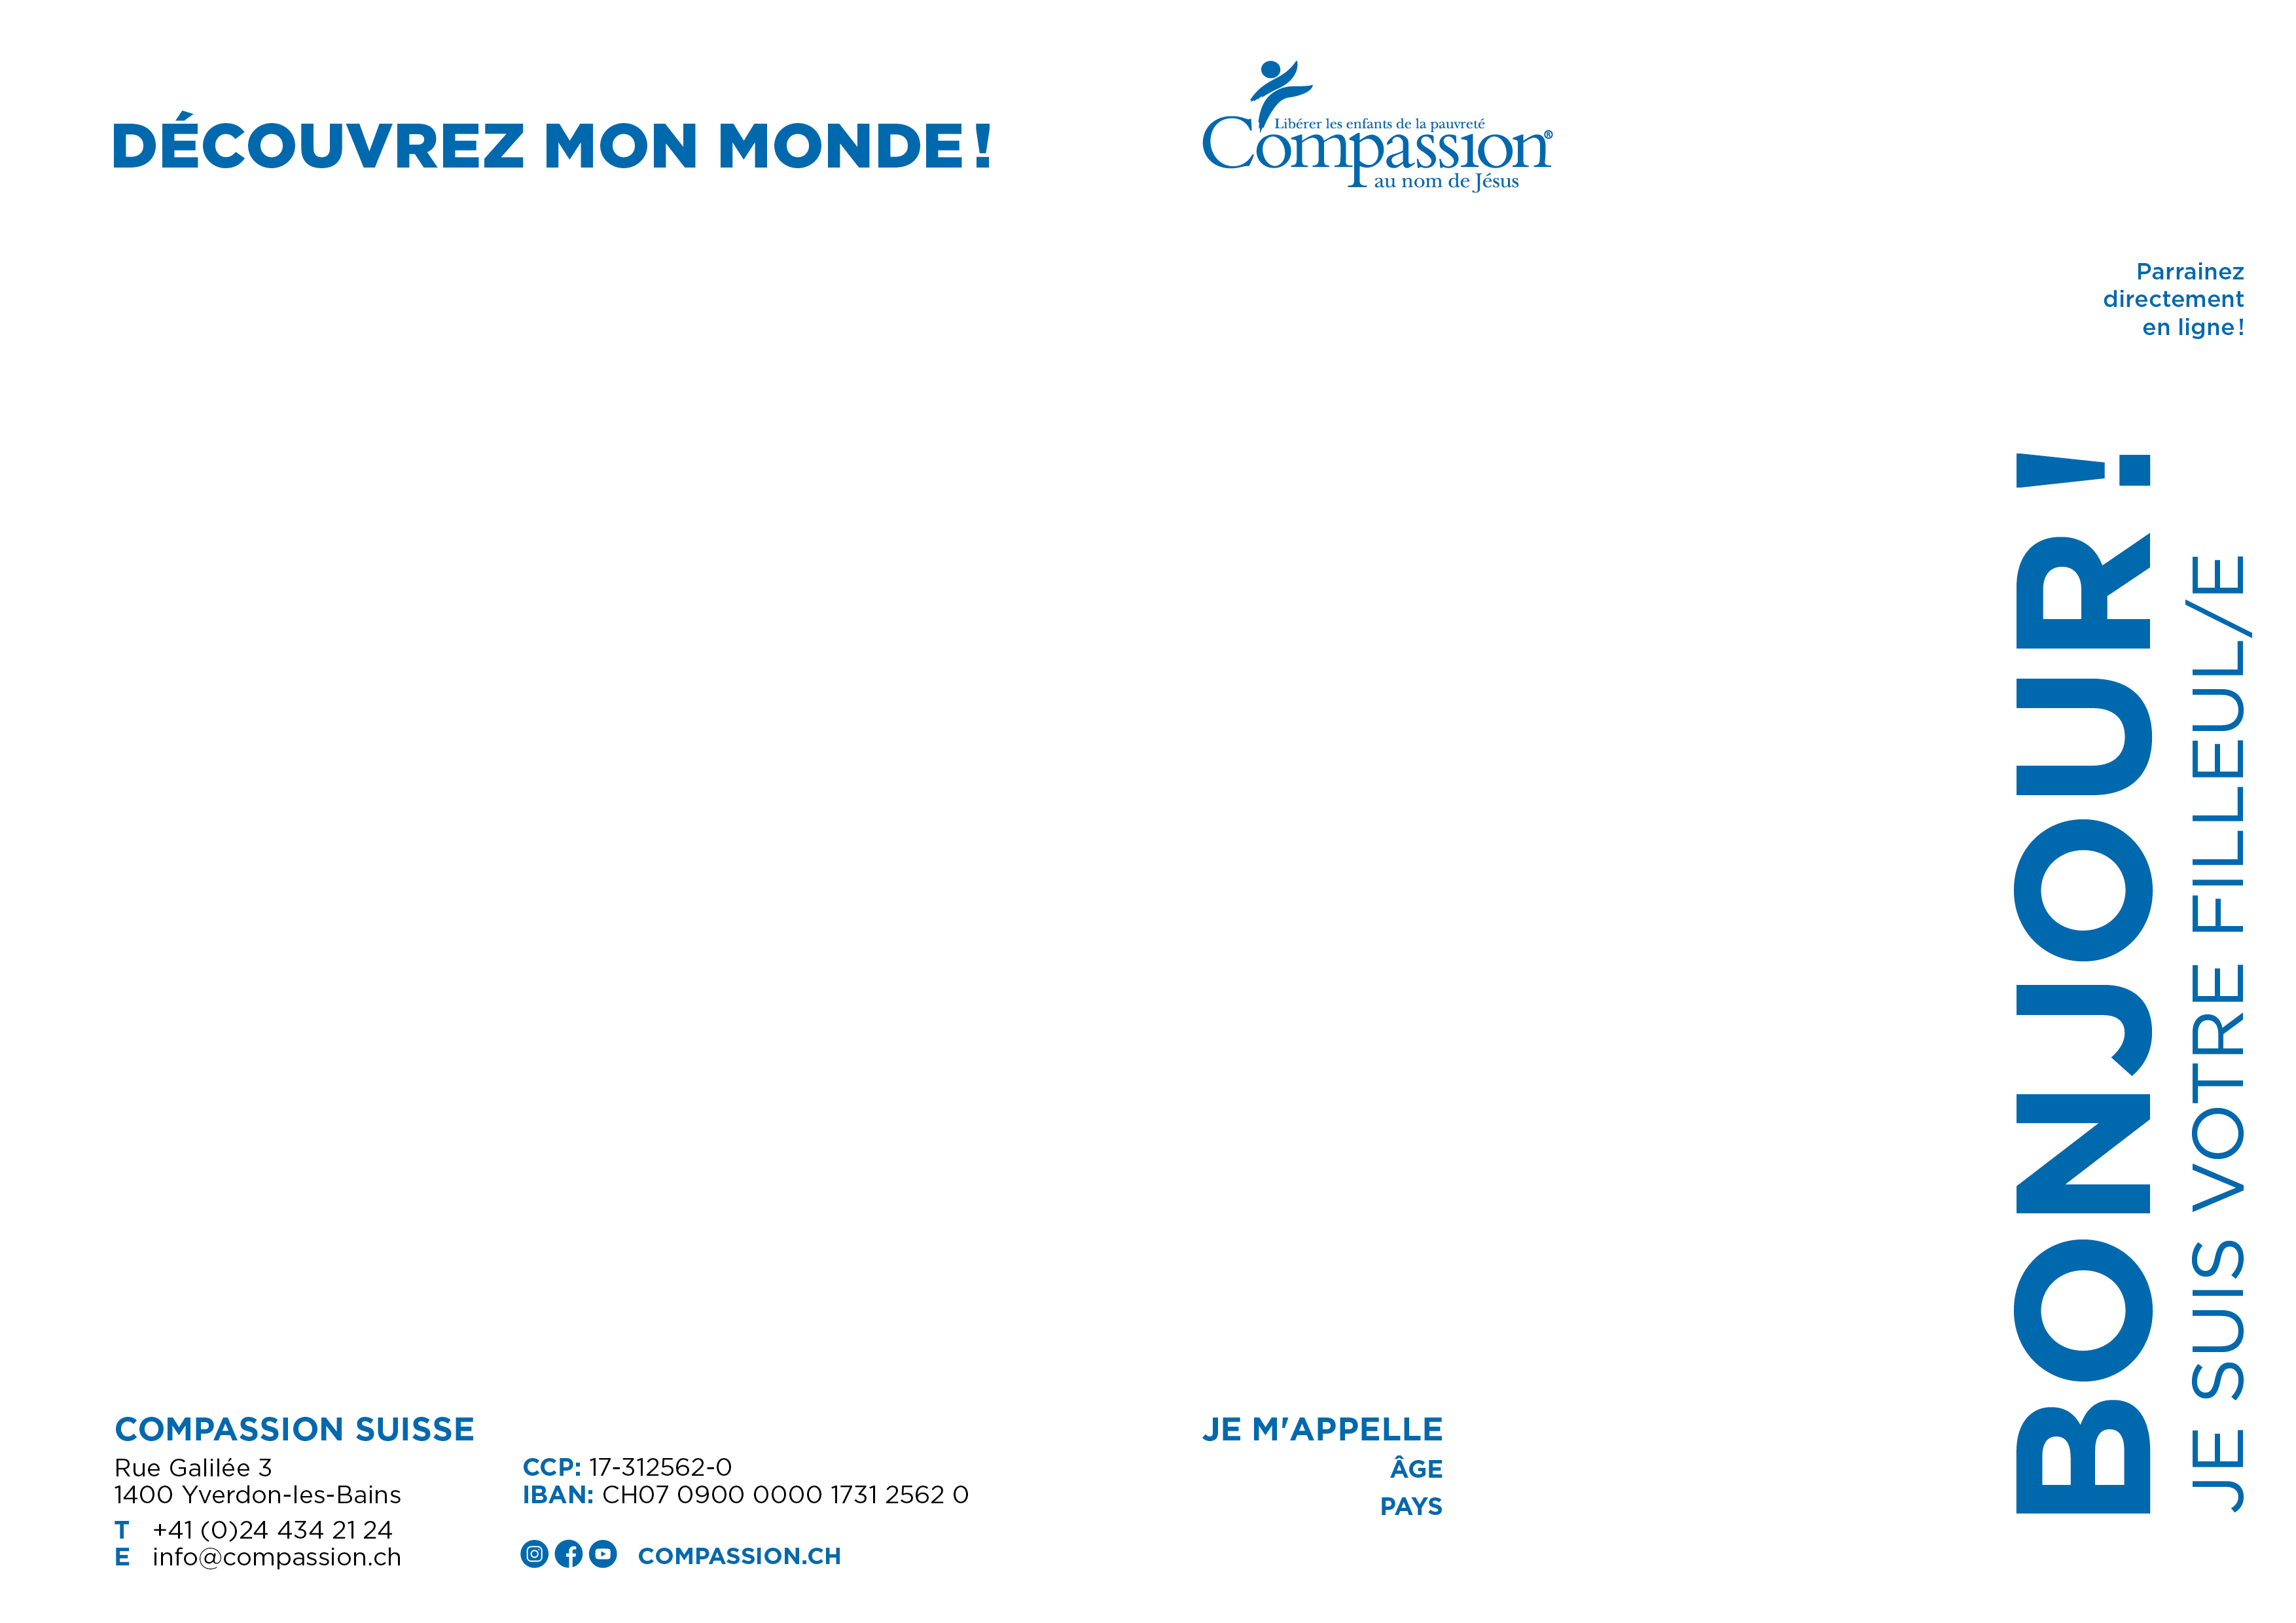 DÉCOUVREZ MON MONDE !
Libérer les enfants de la pauvreté
Compassion®
au nom de Jésus
Parrainez
directement
en ligne !
BONJOUR !
JE SUIS VOTRE FILLEUL/E
COMPASSION SUISSE
Rue Galilée 3
1400 Yverdon-les-Bains
T +41 (0)24 434 21 24
E info@compassion.ch
CCP: 17-312562-0
IBAN: CH07 0900 0000 1731 2562 0
COMPASSION.CH
JE M'APPELLE
ÂGE
PAYS